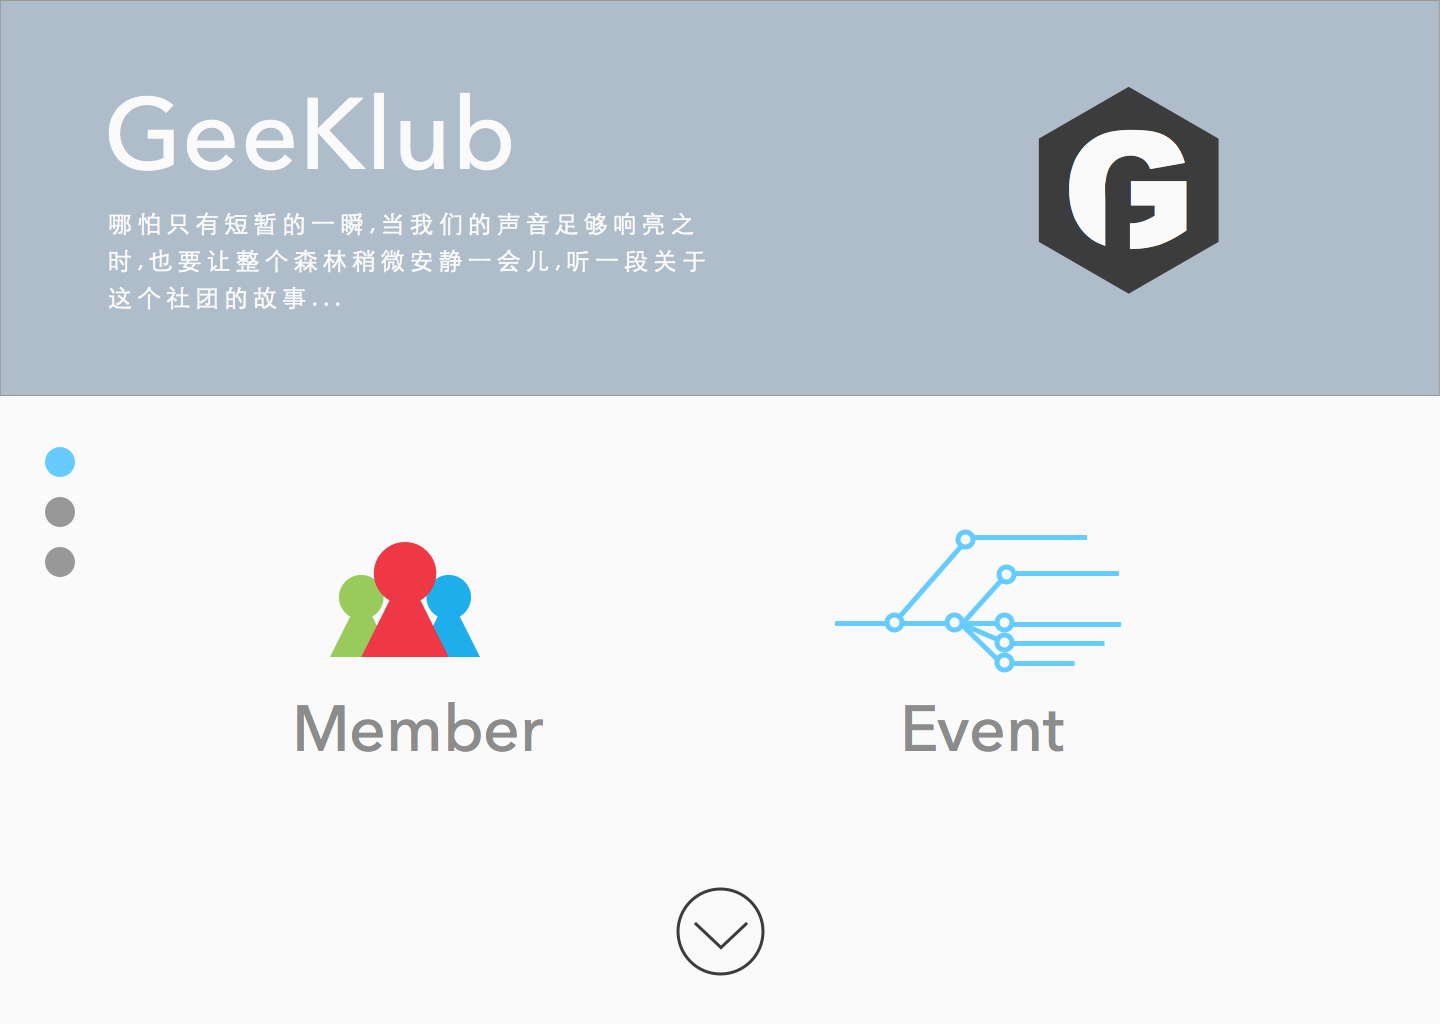 GeeKlub
G
哪怕只有短暂的一瞬,当我们的声音足够响亮之
时,也要让整个森林稍微安静一会儿,听一段关于
这个社团的故事...
Member
Event